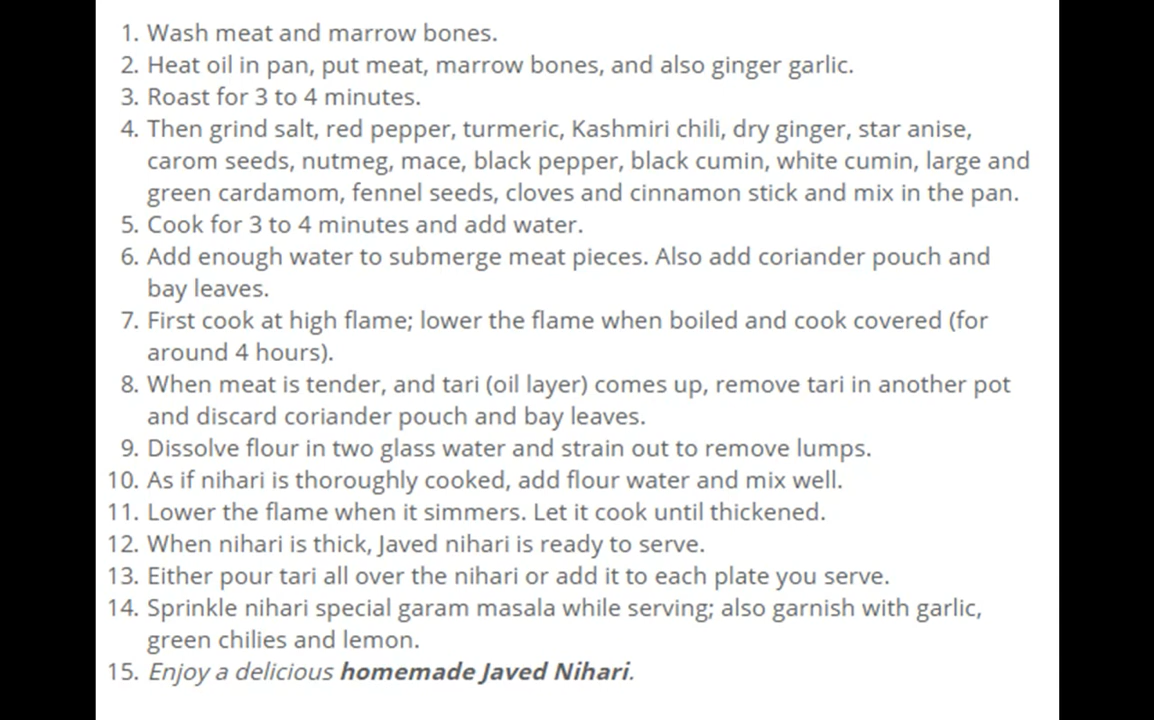 1. Wash meat and marrow bones.
2. Heat oil in pan, put meat, marrow bones, and also ginger garlic.
3. Roast for 3 to 4 minutes.
4. Then grind salt, red pepper, turmeric, Kashmiri chili, dry ginger, star anise,
carom seeds, nutmeg, mace, black pepper, black cumin, white cumin, large and
green cardamom, fennel seeds, cloves and cinnamon stick and mix in the pan.
5. Cook for 3 to 4 minutes and add water.
6. Add enough water to submerge meat pieces. Also add coriander pouch and
bay leaves.
7. First cook at high flame; lower the flame when boiled and cook covered (for
around 4 hours).
8. When meat is tender, and tari (oil layer) comes up, remove tari in another pot
and discard coriander pouch and bay leaves.
9. Dissolve flour in two glass water and strain out to remove lumps.
10. As if nihari is thoroughly cooked, add flour water and mix well.
11. Lower the flame when it simmers. Let it cook until thickened.
12. When nihari is thick, Javed nihari is ready to serve.
13. Either pour tari all over the nihari or add it to each plate you serve.
14. Sprinkle nihari special garam masala while serving; also garnish with garlic,
green chilies and lemon.
15. Enjoy a delicious homemade Javed Nihari.